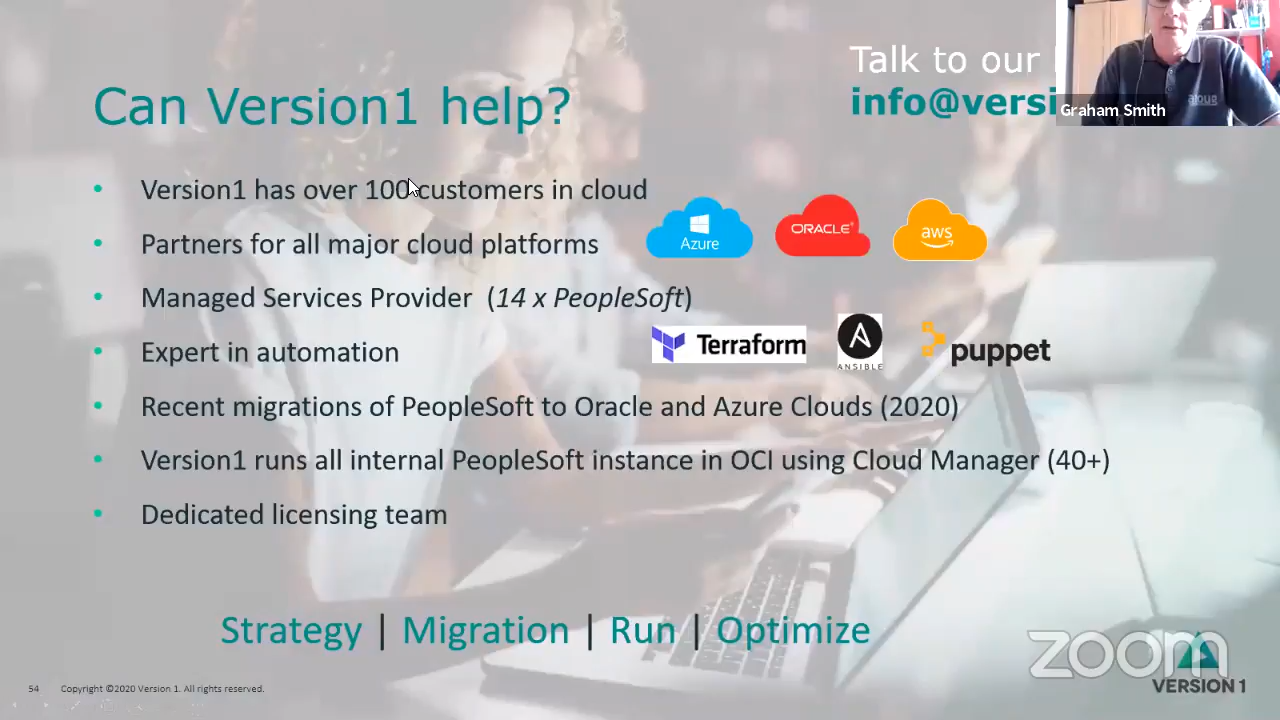 Talk to our
info@versi
Graham Smith
Can Version1 help?
• Version1 has over 100 customers in cloud
• Partners for all major cloud platforms
Azure
ORACLE
aws
• Managed Services Provider (14 x PeopleSoft)
• Expert in automation
Terraform
ANSIBLE
puppet
• Recent migrations of PeopleSoft to Oracle and Azure Clouds (2020)
• Version1 runs all internal PeopleSoft instance in OCI using Cloud Manager (40+)
• Dedicated licensing team
Strategy | Migration | Run | Optimize
zoom
VERSION 1
54 Copyright ©2020 Version 1. All rights reserved.